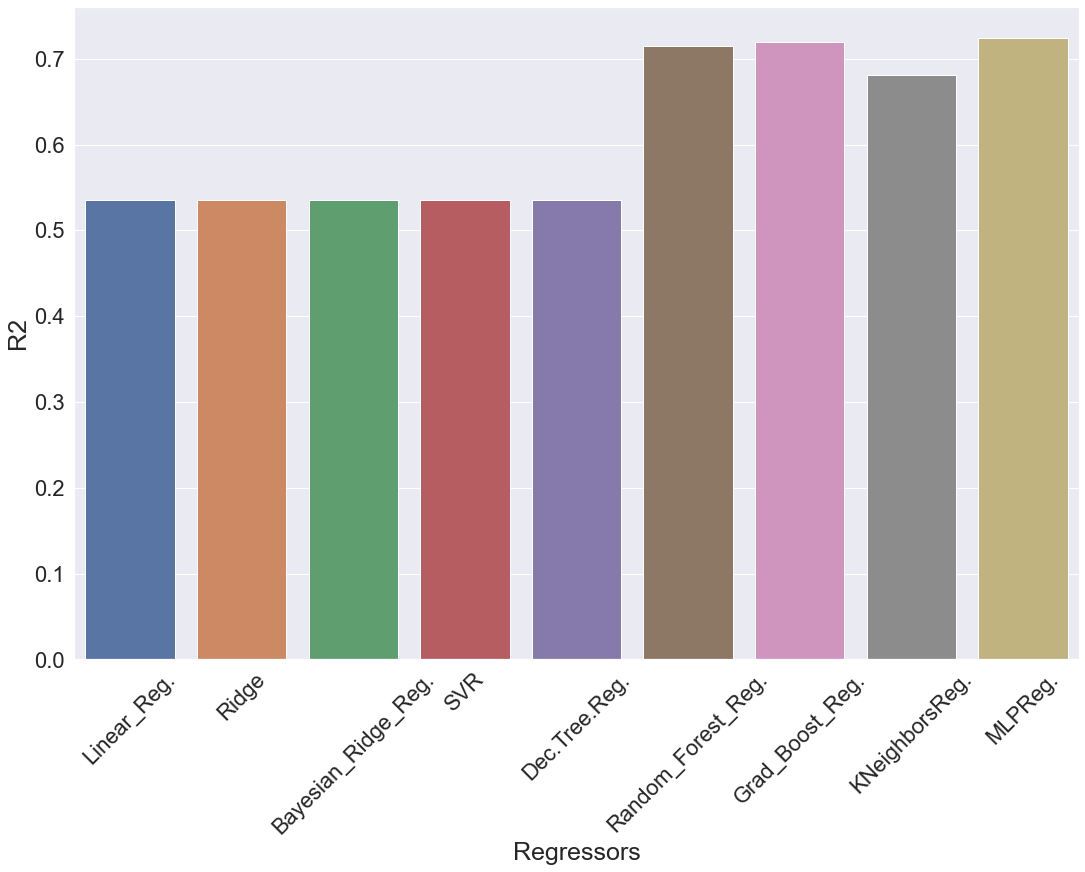 0.7
0.6
0.5
0.4
0.3
0.2
0.1
0.0
R2
Linear_Reg.
Ridge
Bayesian_Ridge_Reg.
SVR
Dec.Tree.Reg.
Random_Forest_Reg.
Grad_Boost_Reg.
KNeighborsReg.
MLPReg.
Regressors